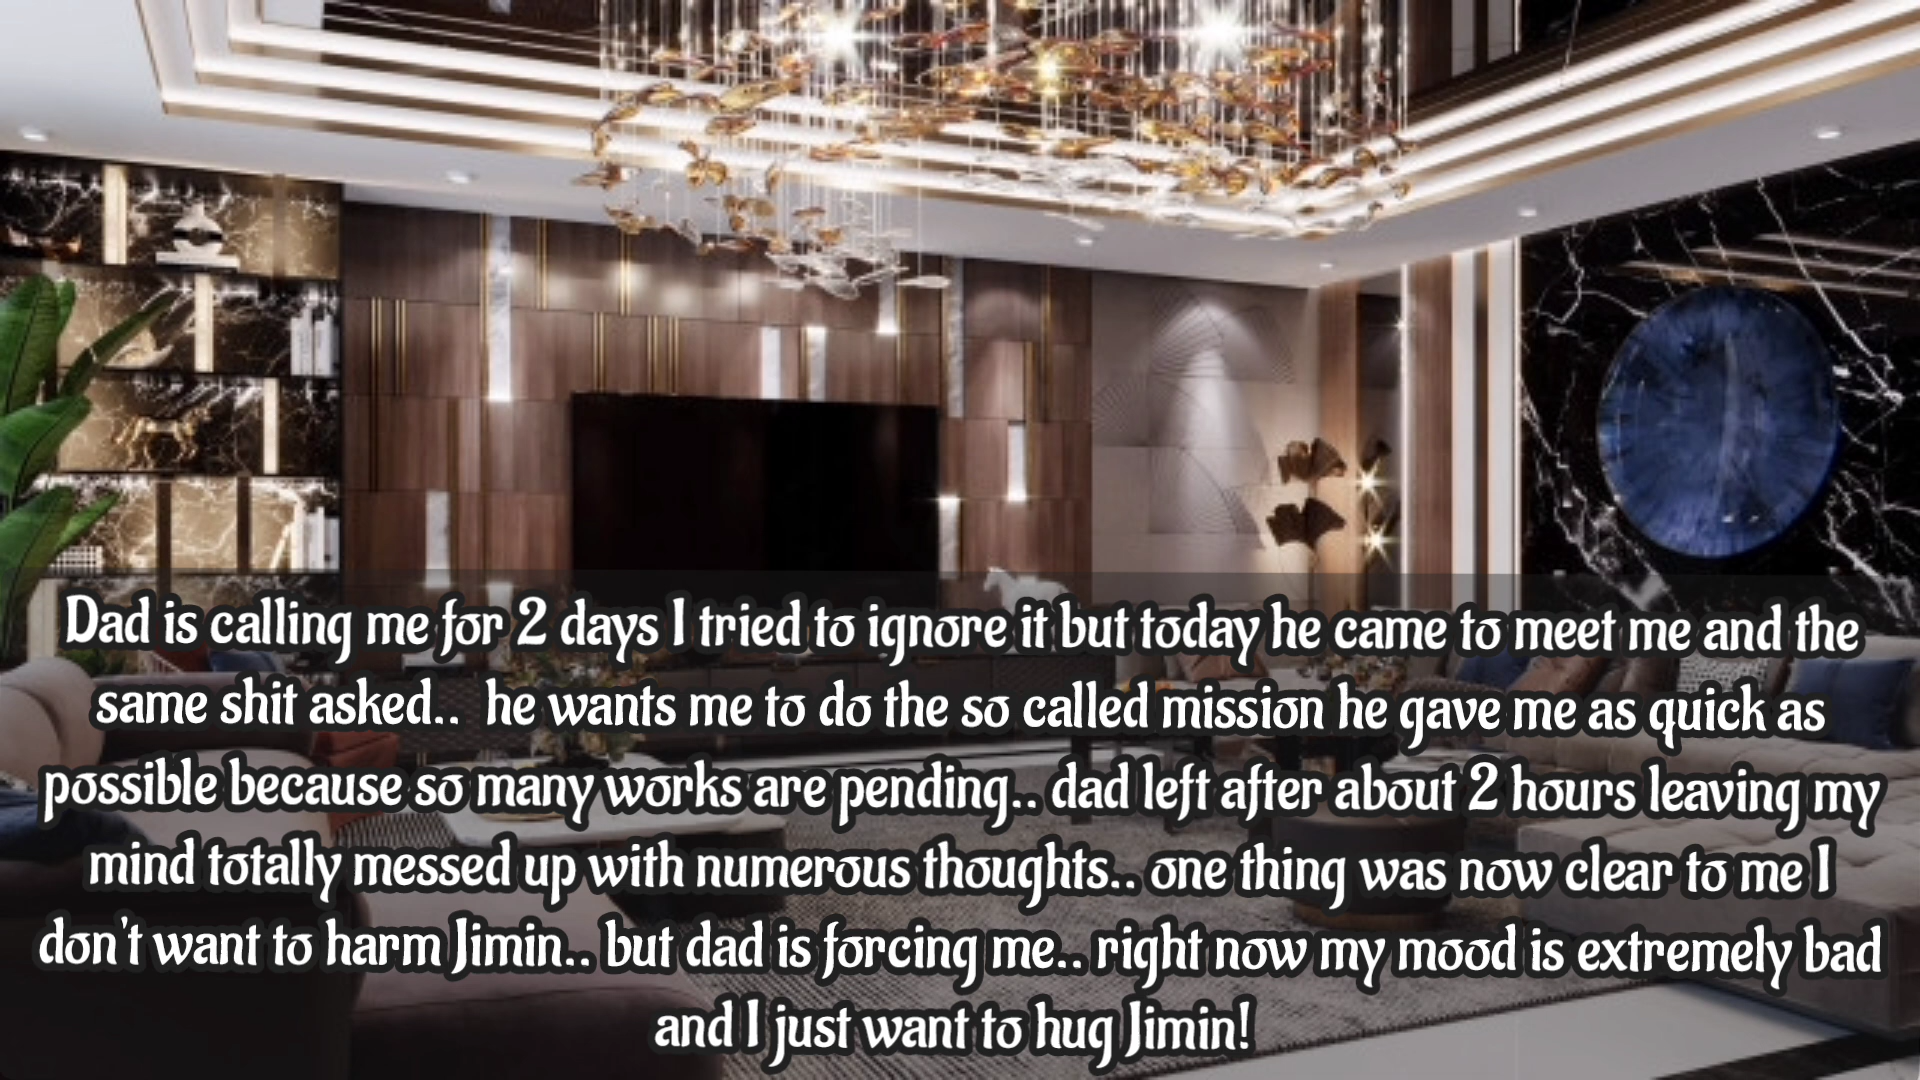 Dad is calling me for 2 days I tried to ignore it but today he came to meet me and the
same shit asked..  he wants me to do the so called mission he gave me as quick as
possible because so many works are pending.. dad left after about 2 hours leaving my
mind totally messed up with numerous thoughts.. one thing was now clear to me I
don't want to harm Jimin.. but dad is forcing me.. right now my mood is extremely bad
and I just want to hug Jimin!